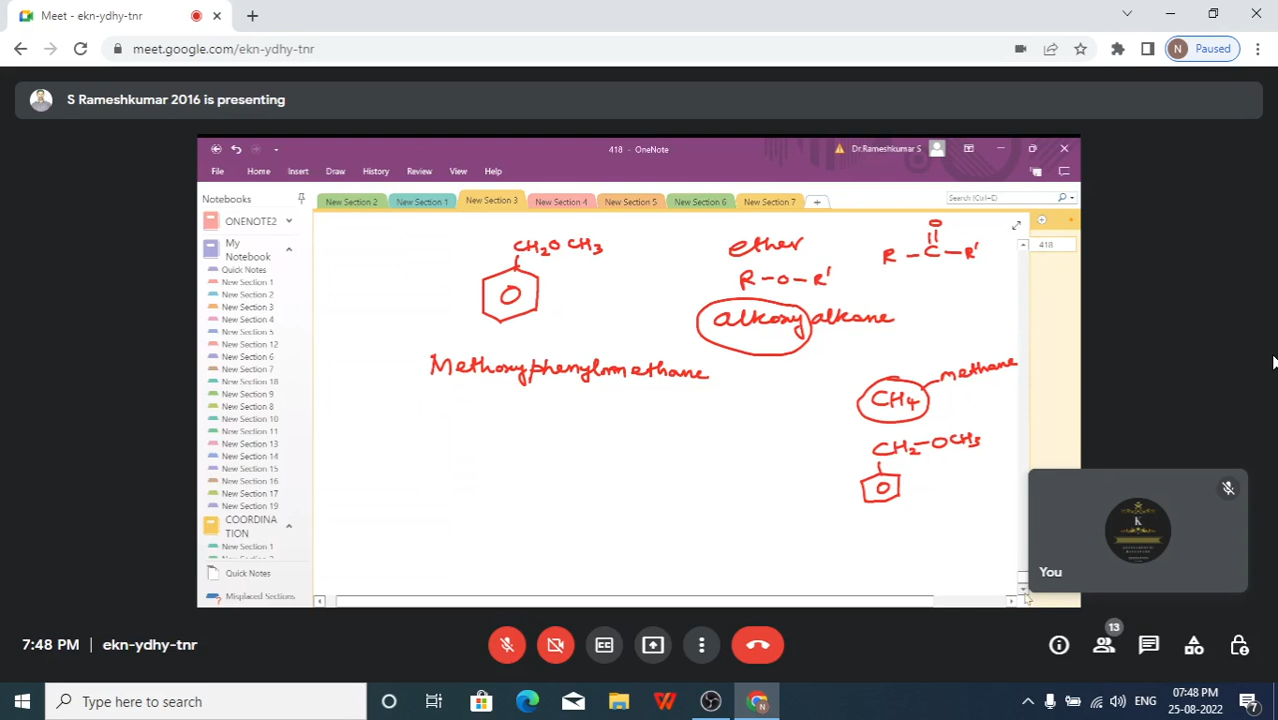 Meet - ekn-ydhy-tnr
meet.google.com/ekn-ydhy-tnr
N Paused
S Rameshkumar 2016 is presenting
418 - OneNote
Dr.Rameshkumar S
File Home Insert Draw History Review View Help
Notebooks
New Section 2 New Section 1 New Section 3 New Section 4 New Section 5 New Section 6 New Section 7
Search (Ctrl+E)
ONENOTE2
My Notebook
Quick Notes
New Section 1
New Section 2
New Section 3
New Section 4
New Section 5
New Section 12
New Section 6
New Section 7
New Section 18
New Section 9
New Section 8
New Section 10
New Section 11
New Section 13
New Section 14
New Section 15
New Section 16
New Section 17
New Section 19
COORDINATION
New Section 1
Quick Notes
Misplaced Sections
418
CH2O CH3
ether
R-O-R'
alkoxy alkane
O
R-C-R'
Methoxyphenylmethane
CH4 methane
CH2-OCH3
K
You
7:48 PM | ekn-ydhy-tnr
CC
13
Type here to search
ENG
07:48 PM
25-08-2022
7